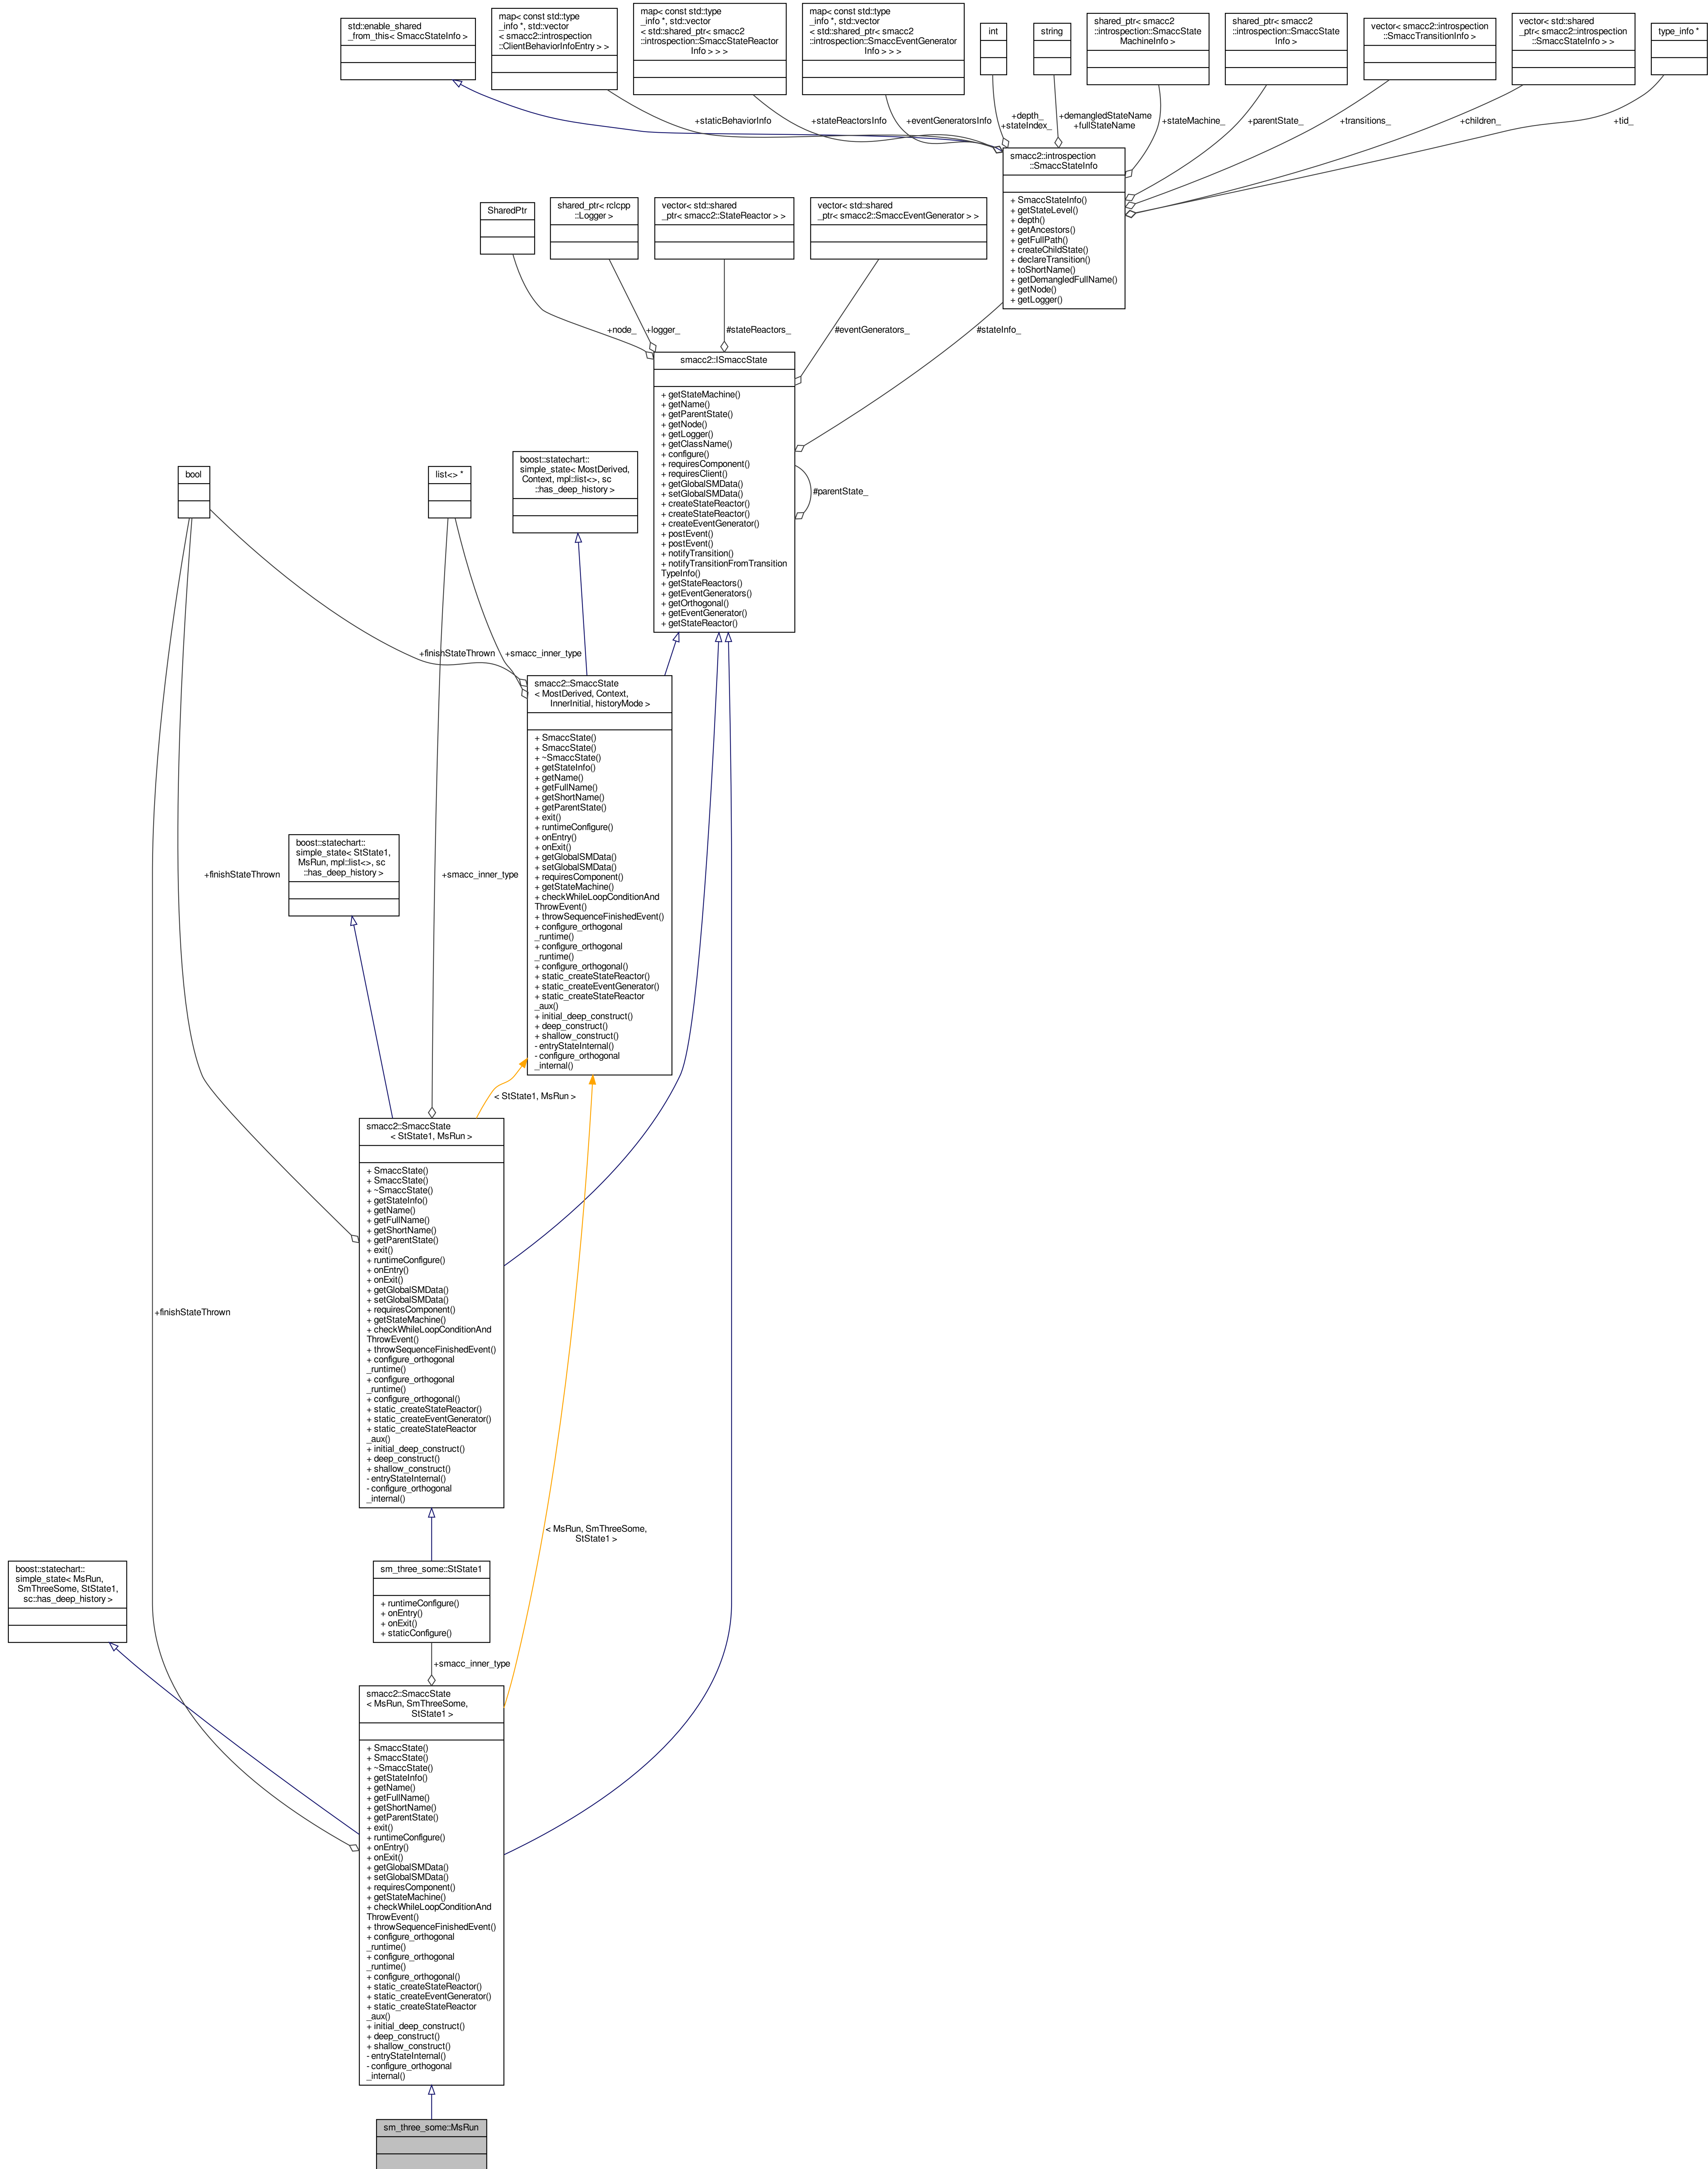 std::enable_shared
_from_this< SmaccStateInfo >
map< const std::type
_info *, std::vector
< smacc2::introspection
::ClientBehaviorInfoEntry > >
map< const std::type
_info *, std::vector
< std::shared_ptr< smacc2
::introspection::SmaccStateReactor
Info > > >
map< const std::type
_info *, std::vector
< std::shared_ptr< smacc2
::introspection::SmaccEventGenerator
Info > > >
int
string
shared_ptr< smacc2
::introspection::SmaccState
MachineInfo >
shared_ptr< smacc2
::introspection::SmaccState
Info >
vector< smacc2::introspection
::SmaccTransitionInfo >
vector< std::shared
_ptr< smacc2::introspection
::SmaccStateInfo > >
type_info *
+staticBehaviorInfo
+stateReactorsInfo
+eventGeneratorsInfo
+depth_
+stateIndex_
+demangledStateName
+fullStateName
+stateMachine_
+parentState_
+transitions_
+children_
+tid_
smacc2::introspection
::SmaccStateInfo
+ SmaccStateInfo()
+ getStateLevel()
+ depth()
+ getAncestors()
+ getFullPath()
+ createChildState()
+ declareTransition()
+ toShortName()
+ getDemangledFullName()
+ getNode()
+ getLogger()
SharedPtr
shared_ptr< rclcpp
::Logger >
vector< std::shared
_ptr< smacc2::StateReactor > >
vector< std::shared
_ptr< smacc2::SmaccEventGenerator > >
+node_
+logger_
#stateReactors_
#eventGenerators_
#stateInfo_
smacc2::ISmaccState
+ getStateMachine()
+ getName()
+ getParentState()
+ getNode()
+ getLogger()
+ getClassName()
+ configure()
+ requiresComponent()
+ requiresClient()
+ getGlobalSMData()
+ setGlobalSMData()
+ createStateReactor()
+ createStateReactor()
+ createEventGenerator()
+ postEvent()
+ postEvent()
+ notifyTransition()
+ notifyTransitionFromTransition
TypeInfo()
+ getStateReactors()
+ getEventGenerators()
+ getOrthogonal()
+ getEventGenerator()
+ getStateReactor()
#parentState_
bool
list<> *
boost::statechart::
simple_state< MostDerived,
Context, mpl::list<>, sc
::has_deep_history >
+finishStateThrown
+smacc_inner_type
smacc2::SmaccState
< MostDerived, Context,
InnerInitial, historyMode >
+ SmaccState()
+ SmaccState()
+ ~SmaccState()
+ getStateInfo()
+ getName()
+ getFullName()
+ getShortName()
+ getParentState()
+ exit()
+ runtimeConfigure()
+ onEntry()
+ onExit()
+ getGlobalSMData()
+ setGlobalSMData()
+ requiresComponent()
+ getStateMachine()
+ checkWhileLoopConditionAnd
ThrowEvent()
+ throwSequenceFinishedEvent()
+ configure_orthogonal
_runtime()
+ configure_orthogonal
_runtime()
+ configure_orthogonal()
+ static_createStateReactor()
+ static_createEventGenerator()
+ static_createStateReactor
_aux()
+ initial_deep_construct()
+ deep_construct()
+ shallow_construct()
- entryStateInternal()
- configure_orthogonal
_internal()
boost::statechart::
simple_state< StState1,
MsRun, mpl::list<>, sc
::has_deep_history >
+finishStateThrown
+smacc_inner_type
< StState1, MsRun >
smacc2::SmaccState
< StState1, MsRun >
+ SmaccState()
+ SmaccState()
+ ~SmaccState()
+ getStateInfo()
+ getName()
+ getFullName()
+ getShortName()
+ getParentState()
+ exit()
+ runtimeConfigure()
+ onEntry()
+ onExit()
+ getGlobalSMData()
+ setGlobalSMData()
+ requiresComponent()
+ getStateMachine()
+ checkWhileLoopConditionAnd
ThrowEvent()
+ throwSequenceFinishedEvent()
+ configure_orthogonal
_runtime()
+ configure_orthogonal
_runtime()
+ configure_orthogonal()
+ static_createStateReactor()
+ static_createEventGenerator()
+ static_createStateReactor
_aux()
+ initial_deep_construct()
+ deep_construct()
+ shallow_construct()
- entryStateInternal()
- configure_orthogonal
_internal()
+finishStateThrown
< MsRun, SmThreeSome,
StState1 >
boost::statechart::
simple_state< MsRun,
SmThreeSome, StState1,
sc::has_deep_history >
sm_three_some::StState1
+ runtimeConfigure()
+ onEntry()
+ onExit()
+ staticConfigure()
+smacc_inner_type
smacc2::SmaccState
< MsRun, SmThreeSome,
StState1 >
+ SmaccState()
+ SmaccState()
+ ~SmaccState()
+ getStateInfo()
+ getName()
+ getFullName()
+ getShortName()
+ getParentState()
+ exit()
+ runtimeConfigure()
+ onEntry()
+ onExit()
+ getGlobalSMData()
+ setGlobalSMData()
+ requiresComponent()
+ getStateMachine()
+ checkWhileLoopConditionAnd
ThrowEvent()
+ throwSequenceFinishedEvent()
+ configure_orthogonal
_runtime()
+ configure_orthogonal
_runtime()
+ configure_orthogonal()
+ static_createStateReactor()
+ static_createEventGenerator()
+ static_createStateReactor
_aux()
+ initial_deep_construct()
+ deep_construct()
+ shallow_construct()
- entryStateInternal()
- configure_orthogonal
_internal()
sm_three_some::MsRun